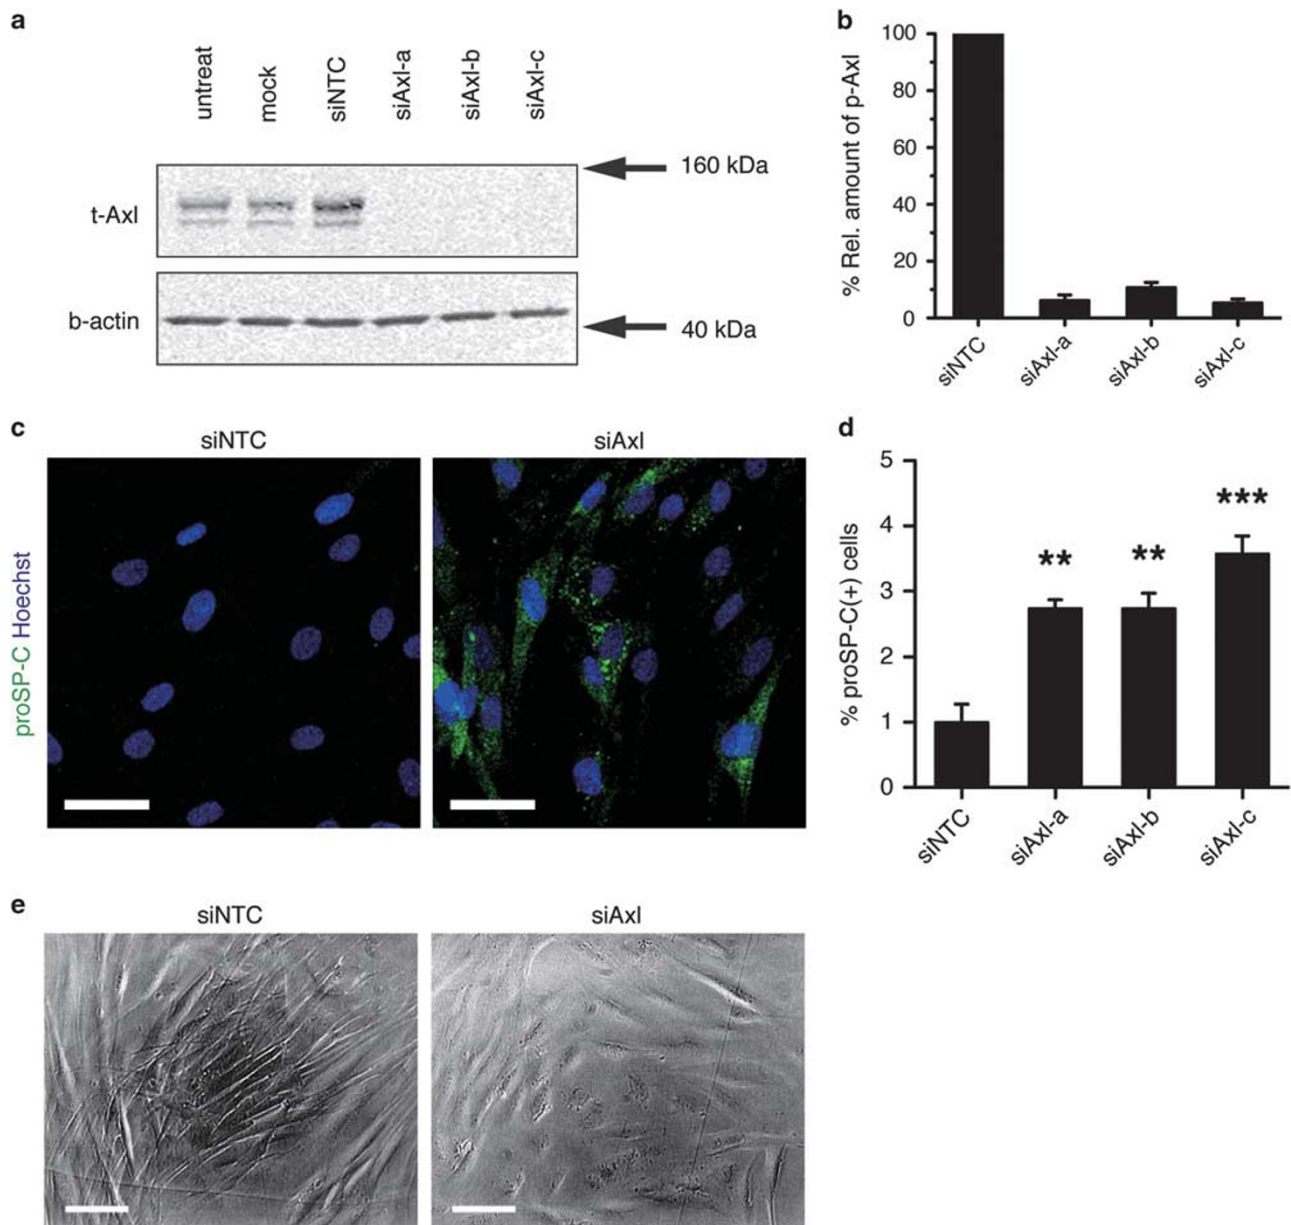 a
untreat
mock
siNTC
siAxl-a
siAxl-b
siAxl-c
t-Axl
160 kDa
b-actin
40 kDa
b
% Rel. amount of p-Axl
100
80
60
40
20
0
siNTC
siAxl-a
siAxl-b
siAxl-c
c
siNTC
siAxl
proSP-C Hoechst
d
% proSP-C(+) cells
5
4
3
2
1
0
**
**
***
siNTC
siAxl-a
siAxl-b
siAxl-c
e
siNTC
siAxl